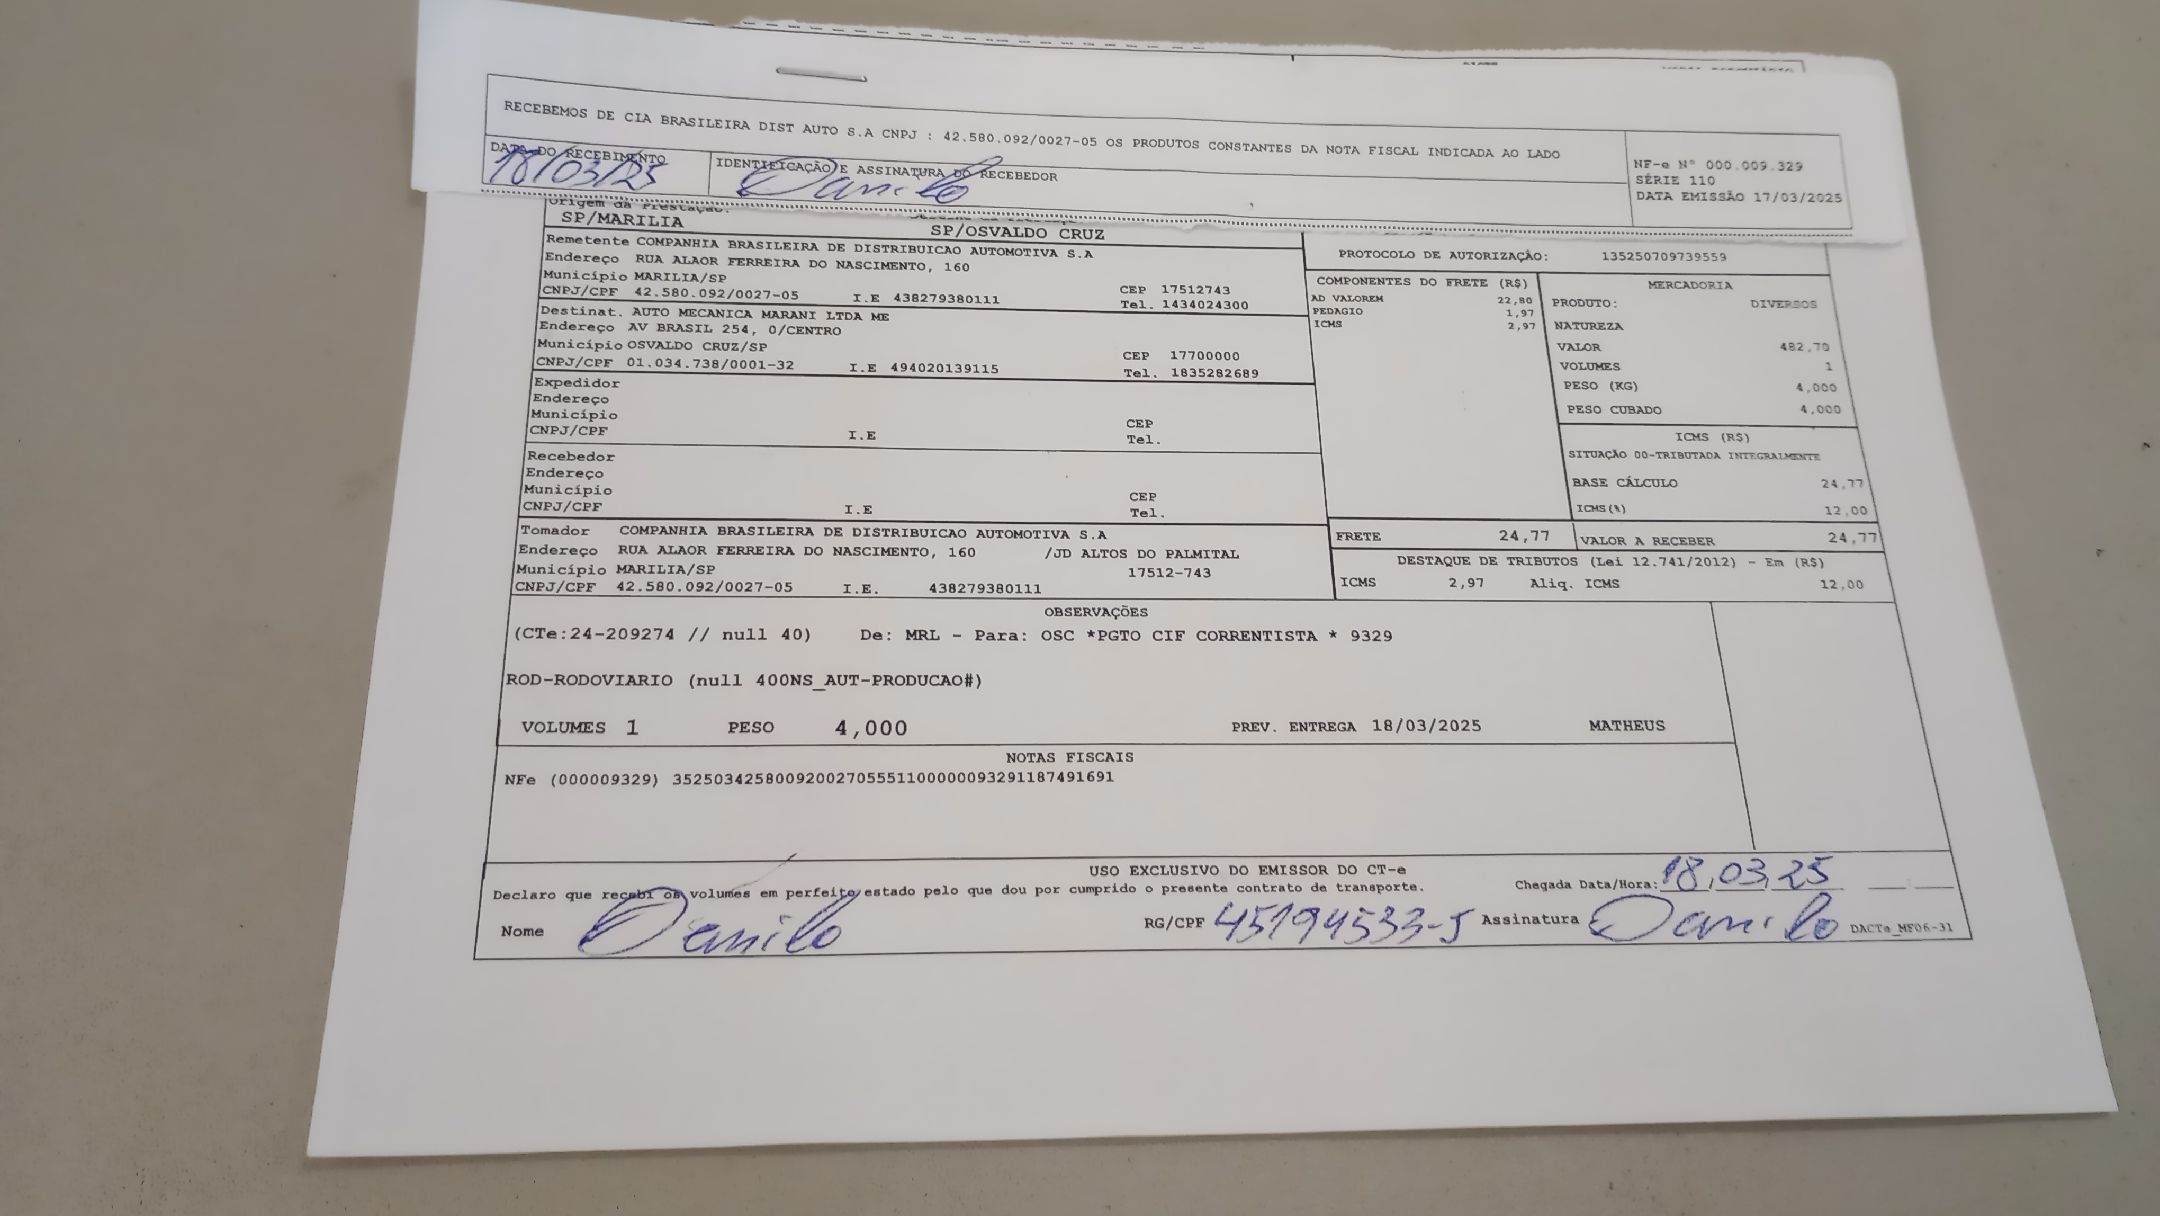 RECEBEMOS DE CIA BRASILEIRA DIST AUTO S.A CNPJ : 42.580.092/0027-05 OS PRODUTOS CONSTANTES DA NOTA FISCAL INDICADA AO LADO
NF-e Nº 000.009.329
SÉRIE 110
DATA EMISSÃO 17/03/2025
DATA DO RECEBIMENTO
18/03/25
IDENTIFICAÇÃO E ASSINATURA DO RECEBEDOR
Danilo
Origem da Prestação:
SP/MARILIA
SP/OSVALDO CRUZ
Remetente COMPANHIA BRASILEIRA DE DISTRIBUICAO AUTOMOTIVA S.A
Endereço RUA ALAOR FERREIRA DO NASCIMENTO, 160
Município MARILIA/SP CEP 17512743
CNPJ/CPF 42.580.092/0027-05 I.E 438279380111 Tel. 1434024300
Destinat. AUTO MECANICA MARANI LTDA ME
Endereço AV BRASIL 254, 0/CENTRO
Município OSVALDO CRUZ/SP CEP 17700000
CNPJ/CPF 01.034.738/0001-32 I.E 494020139115 Tel. 1835282689
Expedidor
Endereço
Município CEP
CNPJ/CPF I.E Tel.
Recebedor
Endereço
Município CEP
CNPJ/CPF I.E Tel.
Tomador COMPANHIA BRASILEIRA DE DISTRIBUICAO AUTOMOTIVA S.A
Endereço RUA ALAOR FERREIRA DO NASCIMENTO, 160 /JD ALTOS DO PALMITAL
Município MARILIA/SP 17512-743
CNPJ/CPF 42.580.092/0027-05 I.E. 438279380111
PROTOCOLO DE AUTORIZAÇÃO: 135250709739559
COMPONENTES DO FRETE (R$)
AD VALOREM 22,80
PEDAGIO 1,97
ICMS 2,97
MERCADORIA
PRODUTO: DIVERSOS
NATUREZA
VALOR 482,70
VOLUMES 1
PESO (KG) 4,000
PESO CUBADO 4,000
ICMS (R$)
SITUAÇÃO 00-TRIBUTADA INTEGRALMENTE
BASE CÁLCULO 24,77
ICMS(%) 12,00
FRETE 24,77 VALOR A RECEBER 24,77
DESTAQUE DE TRIBUTOS (Lei 12.741/2012) - Em (R$)
ICMS 2,97 Aliq. ICMS 12,00
OBSERVAÇÕES
(CTe:24-209274 // null 40) De: MRL - Para: OSC *PGTO CIF CORRENTISTA * 9329
ROD-RODOVIARIO (null 400NS_AUT-PRODUCAO#)
VOLUMES 1 PESO 4,000 PREV. ENTREGA 18/03/2025 MATHEUS
NOTAS FISCAIS
NFe (000009329) 35250342580092002705551100000093291187491691
USO EXCLUSIVO DO EMISSOR DO CT-e
Declaro que recebi os volumes em perfeito estado pelo que dou por cumprido o presente contrato de transporte. Chegada Data/Hora: 18,03,25
Nome Danilo RG/CPF 45194533-5 Assinatura Danilo DACTe_MF06-31